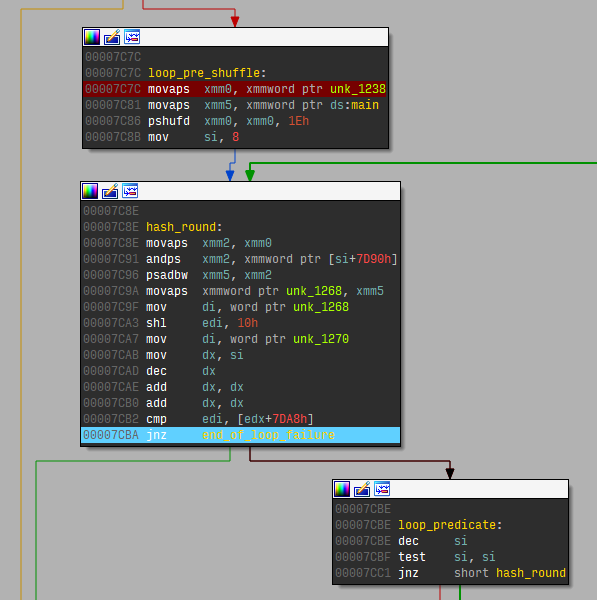 00007C7C
00007C7C loop_pre_shuffle:
00007C7C movaps xmm0, xmmword ptr unk_1238
00007C81 movaps xmm5, xmmword ptr ds:main
00007C86 pshufd xmm0, xmm0, 1Eh
00007C8B mov si, 8
00007C8E
00007C8E hash_round:
00007C8E movaps xmm2, xmm0
00007C91 andps xmm2, xmmword ptr [si+7D90h]
00007C96 psadbw xmm5, xmm2
00007C9A movaps xmmword ptr unk_1268, xmm5
00007C9F mov di, word ptr unk_1268
00007CA3 shl edi, 10h
00007CA7 mov di, word ptr unk_1270
00007CAB mov dx, si
00007CAD dec dx
00007CAE add dx, dx
00007CB0 add dx, dx
00007CB2 cmp edi, [edx+7DA8h]
00007CBA jnz end_of_loop_failure
00007CBE
00007CBE loop_predicate:
00007CBE dec si
00007CBF test si, si
00007CC1 jnz short hash_round